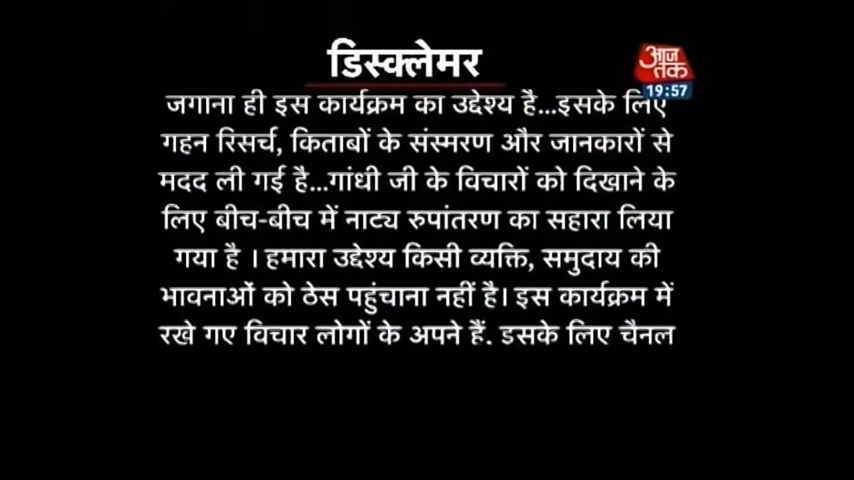 डिस्क्लेमर
आज
तक
19:57
जगाना ही इस कार्यक्रम का उद्देश्य है...इसके लिए
गहन रिसर्च, किताबों के संस्मरण और जानकारों से
मदद ली गई है...गांधी जी के विचारों को दिखाने के
लिए बीच-बीच में नाट्य रुपांतरण का सहारा लिया
गया है । हमारा उद्देश्य किसी व्यक्ति, समुदाय की
भावनाओं को ठेस पहुंचाना नहीं है। इस कार्यक्रम में
रखे गए विचार लोगों के अपने हैं. इसके लिए चैनल